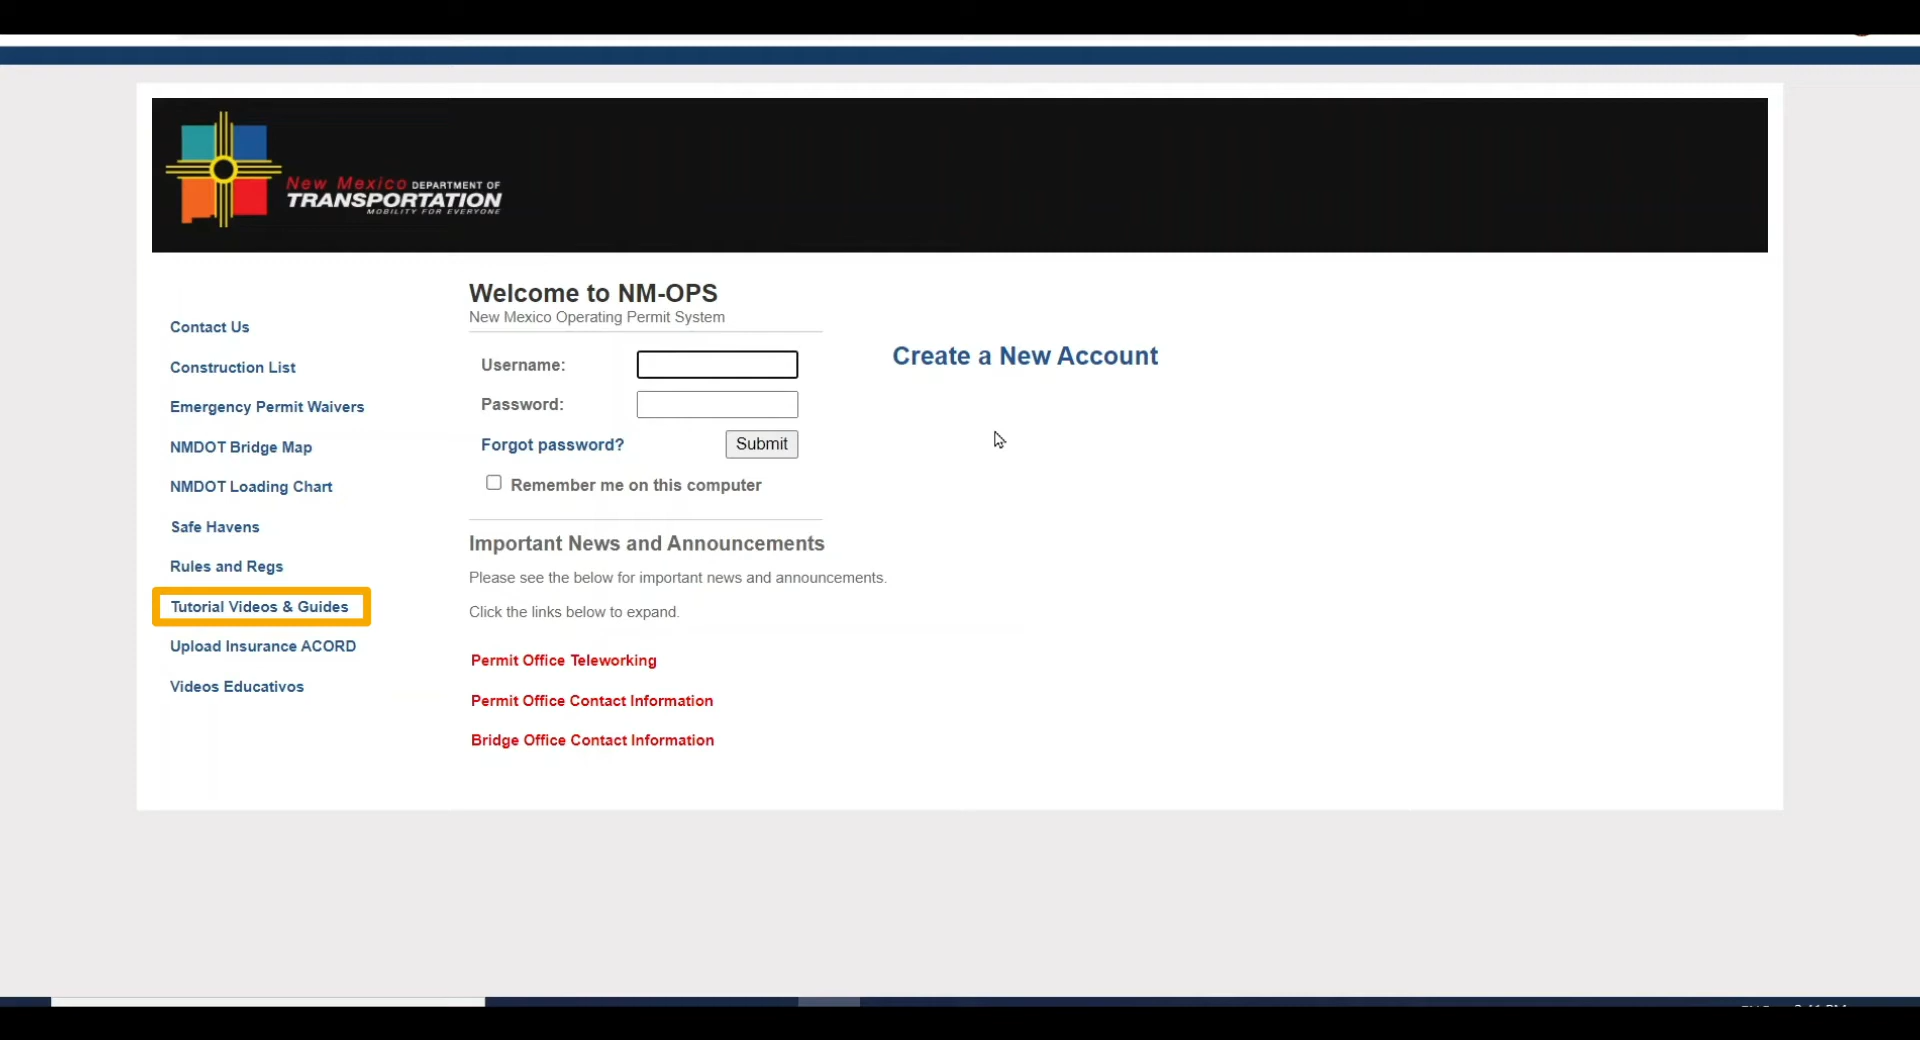 New Mexico DEPARTMENT OF
TRANSPORTATION
MOBILITY FOR EVERYONE
Contact Us
Construction List
Emergency Permit Waivers
NMDOT Bridge Map
NMDOT Loading Chart
Safe Havens
Rules and Regs
Tutorial Videos & Guides
Upload Insurance ACORD
Videos Educativos
Welcome to NM-OPS
New Mexico Operating Permit System
Username:
Password:
Forgot password?
Submit
Remember me on this computer
Important News and Announcements
Please see the below for important news and announcements.
Click the links below to expand.
Permit Office Teleworking
Permit Office Contact Information
Bridge Office Contact Information
Create a New Account